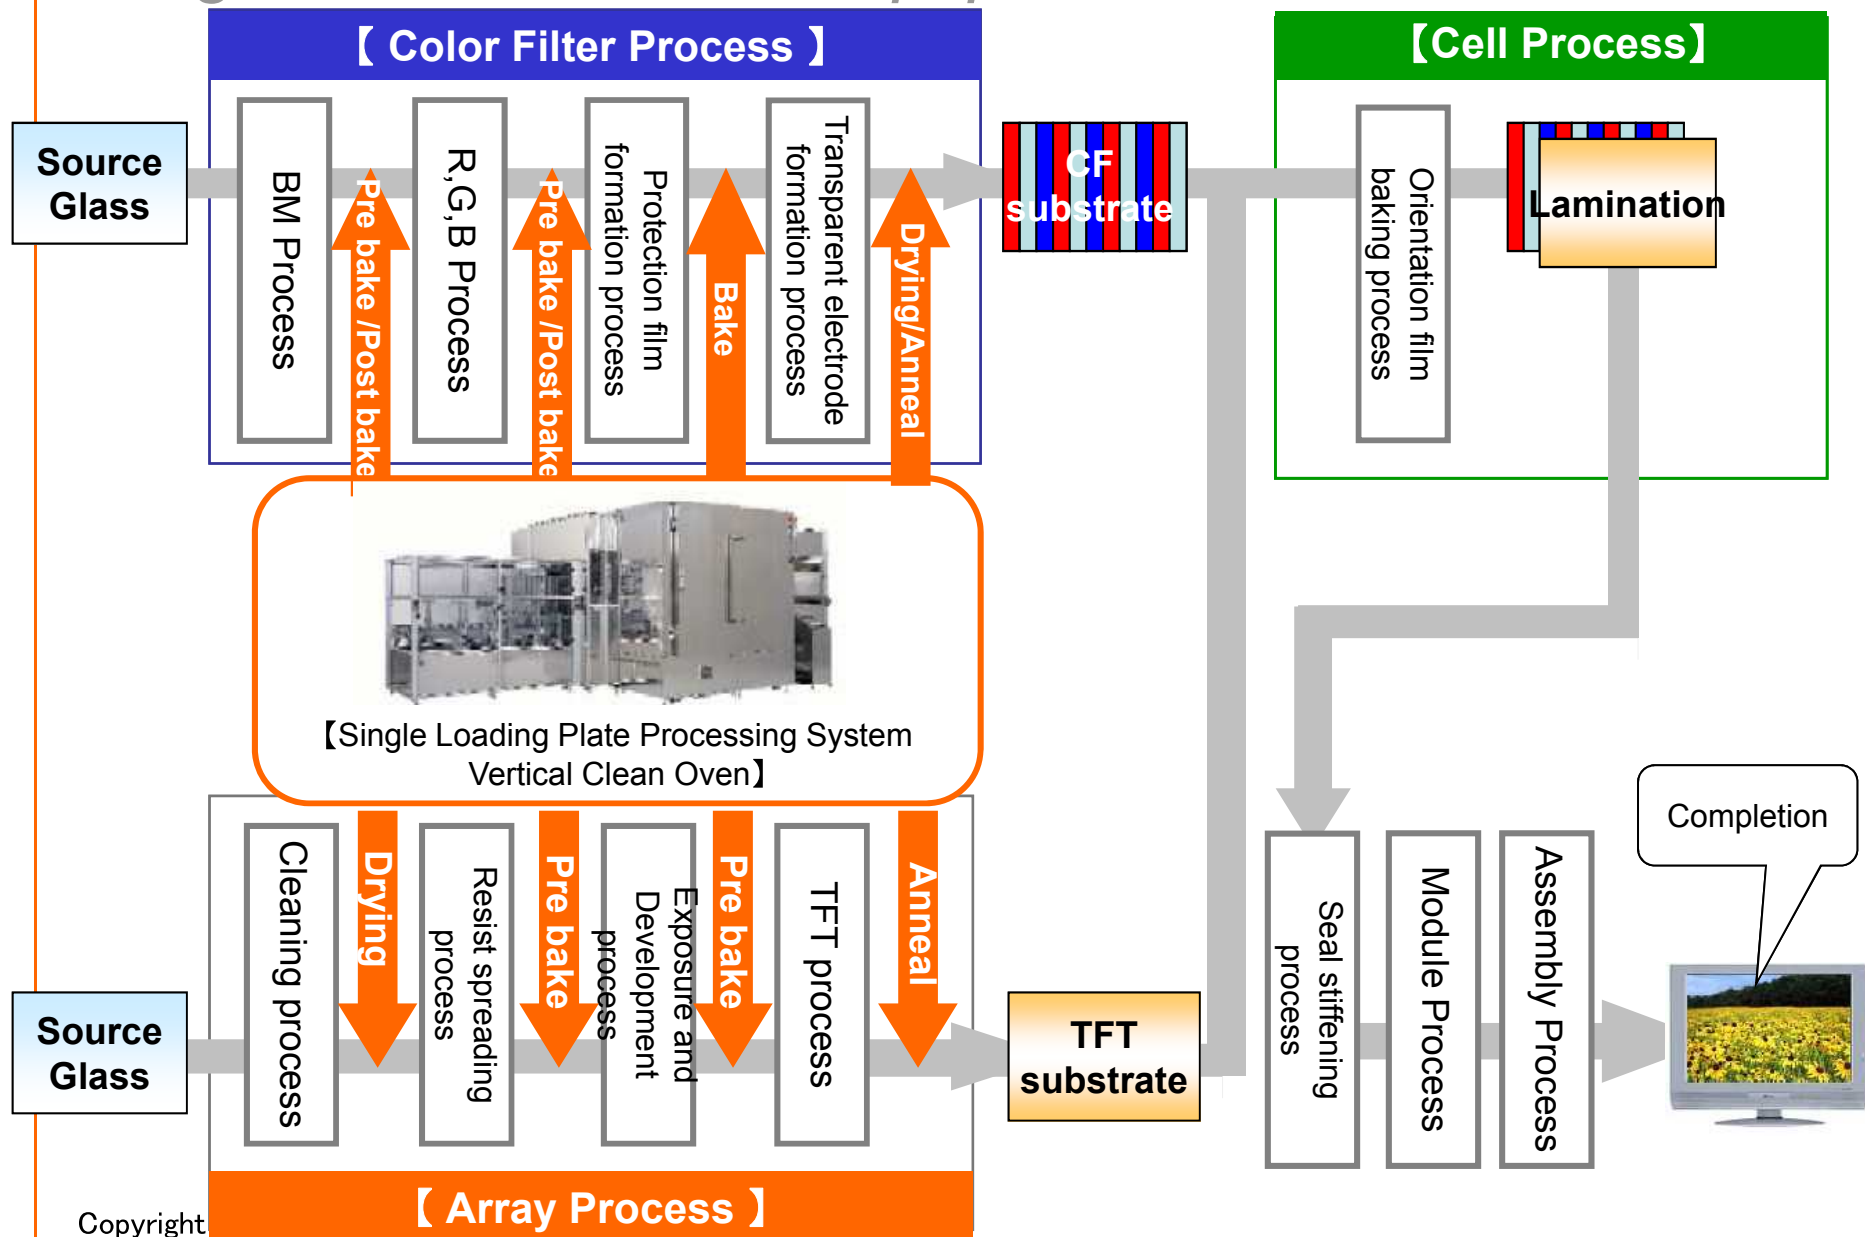 【 Color Filter Process 】
【Cell Process】
Source
Glass
BM Process
Pre bake /Post bake
R,G,B Process
Pre bake /Post bake
Protection film
formation process
Bake
Transparent electrode
formation process
Drying/Anneal
CF
substrate
Orientation film
baking process
Lamination
【Single Loading Plate Processing System
Vertical Clean Oven】
Completion
Source
Glass
Cleaning process
Drying
Resist spreading
process
Pre bake
Exposure and
Development
process
Pre bake
TFT process
Anneal
TFT
substrate
Seal stiffening
process
Module Process
Assembly Process
【 Array Process 】
Copyright